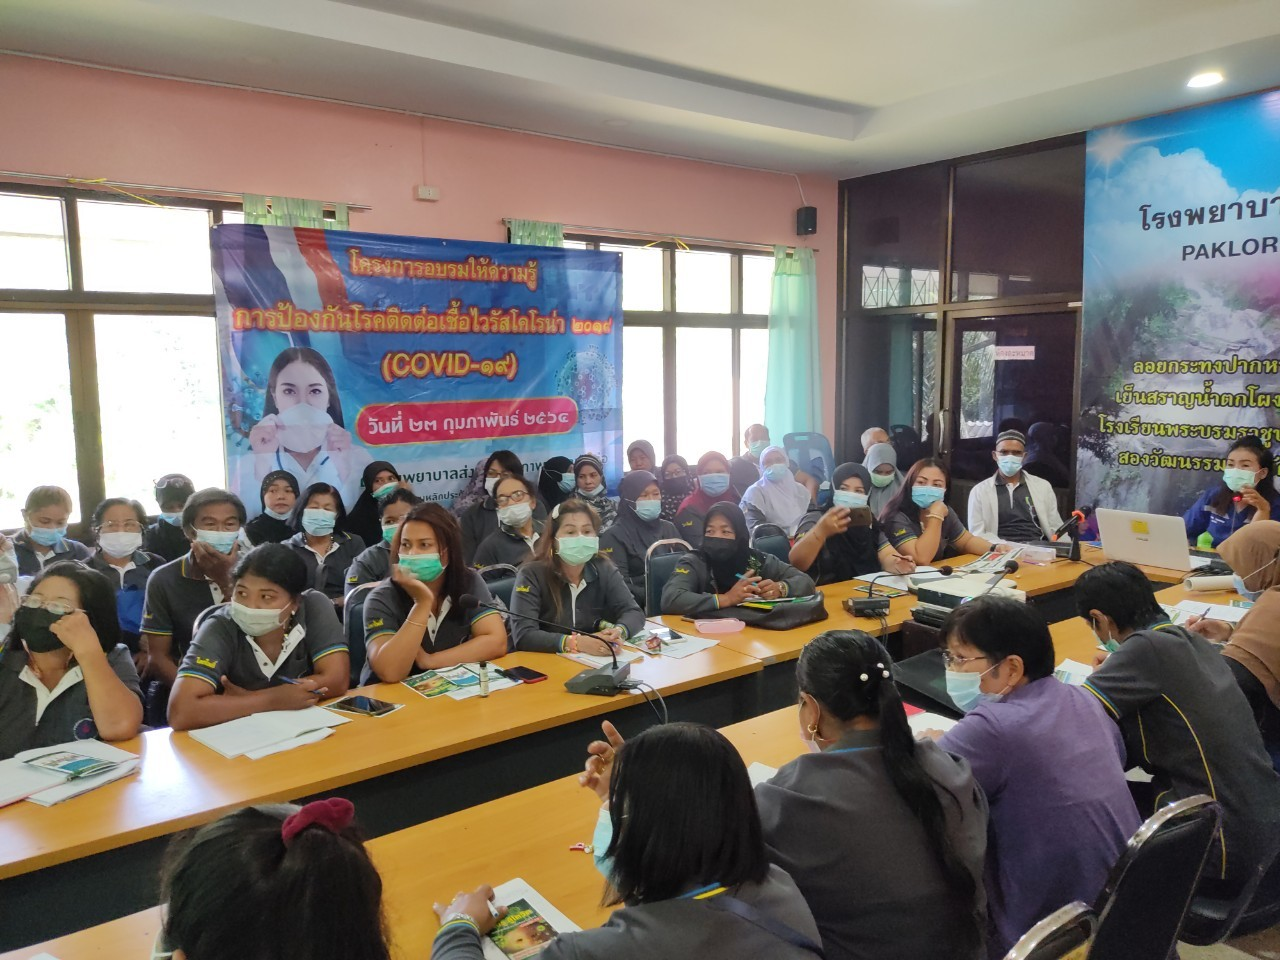 โครงการอบรมให้ความรู้
การป้องกันโรคติดต่อเชื้อไวรัสโคโรน่า ๒๐๑๙
(COVID-๑๙)
วันที่ ๒๓ กุมภาพันธ์ ๒๕๖๔
โรงพยาบา
PAKLOR
ลอยกระทงปากห
เย็นสราญน้ำตกโผง
โรงเรียนพระบรมราชู
สองวัฒนธรรม